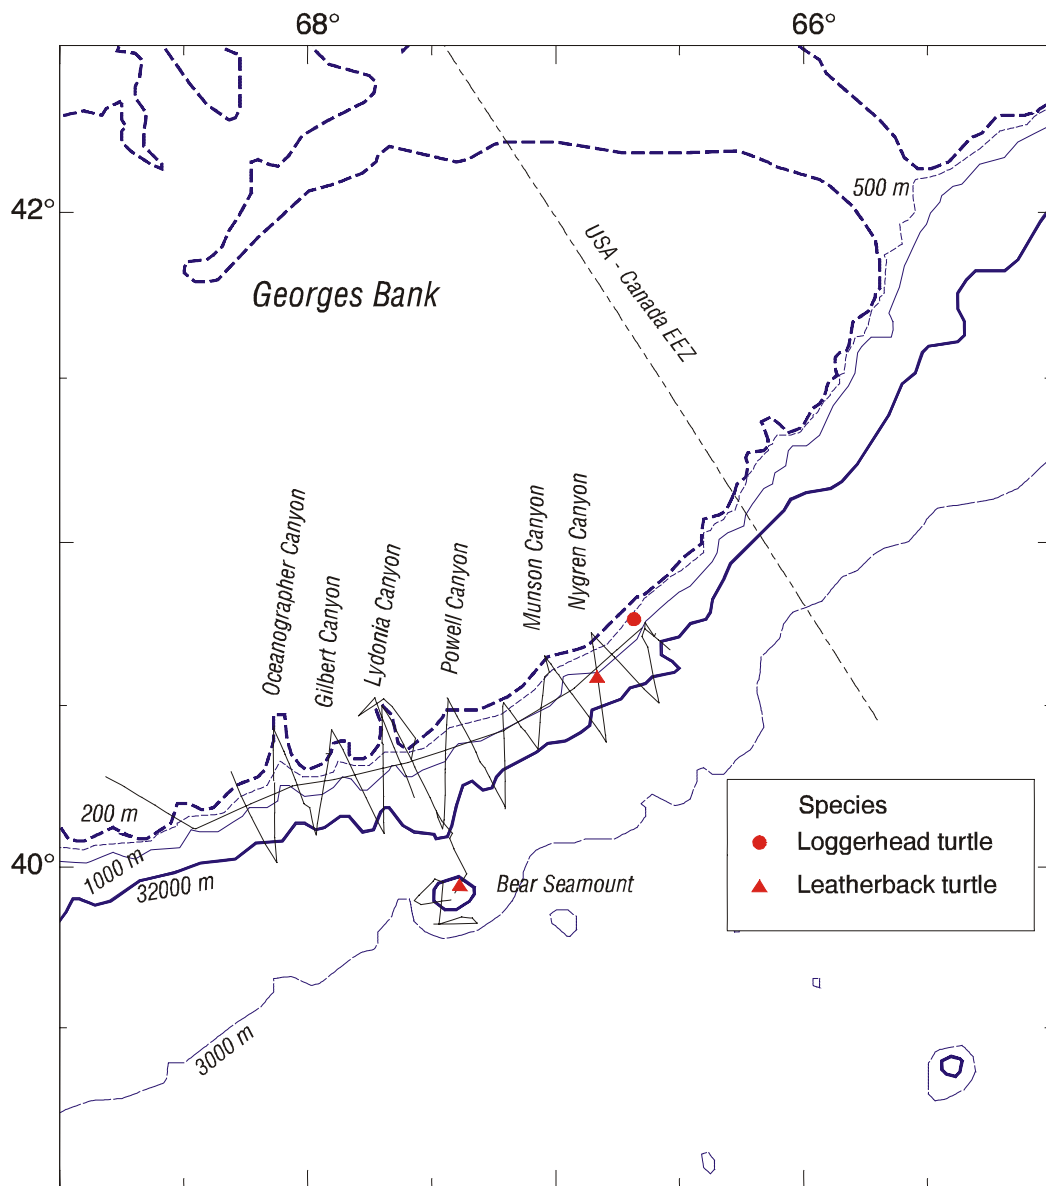 68°
66°
42°
500 m
USA - Canada EEZ
Georges Bank
Oceanographer Canyon
Gilbert Canyon
Lydonia Canyon
Powell Canyon
Munson Canyon
Nygren Canyon
200 m
1000 m
32000 m
40°
Bear Seamount
3000 m
Species
Loggerhead turtle
Leatherback turtle